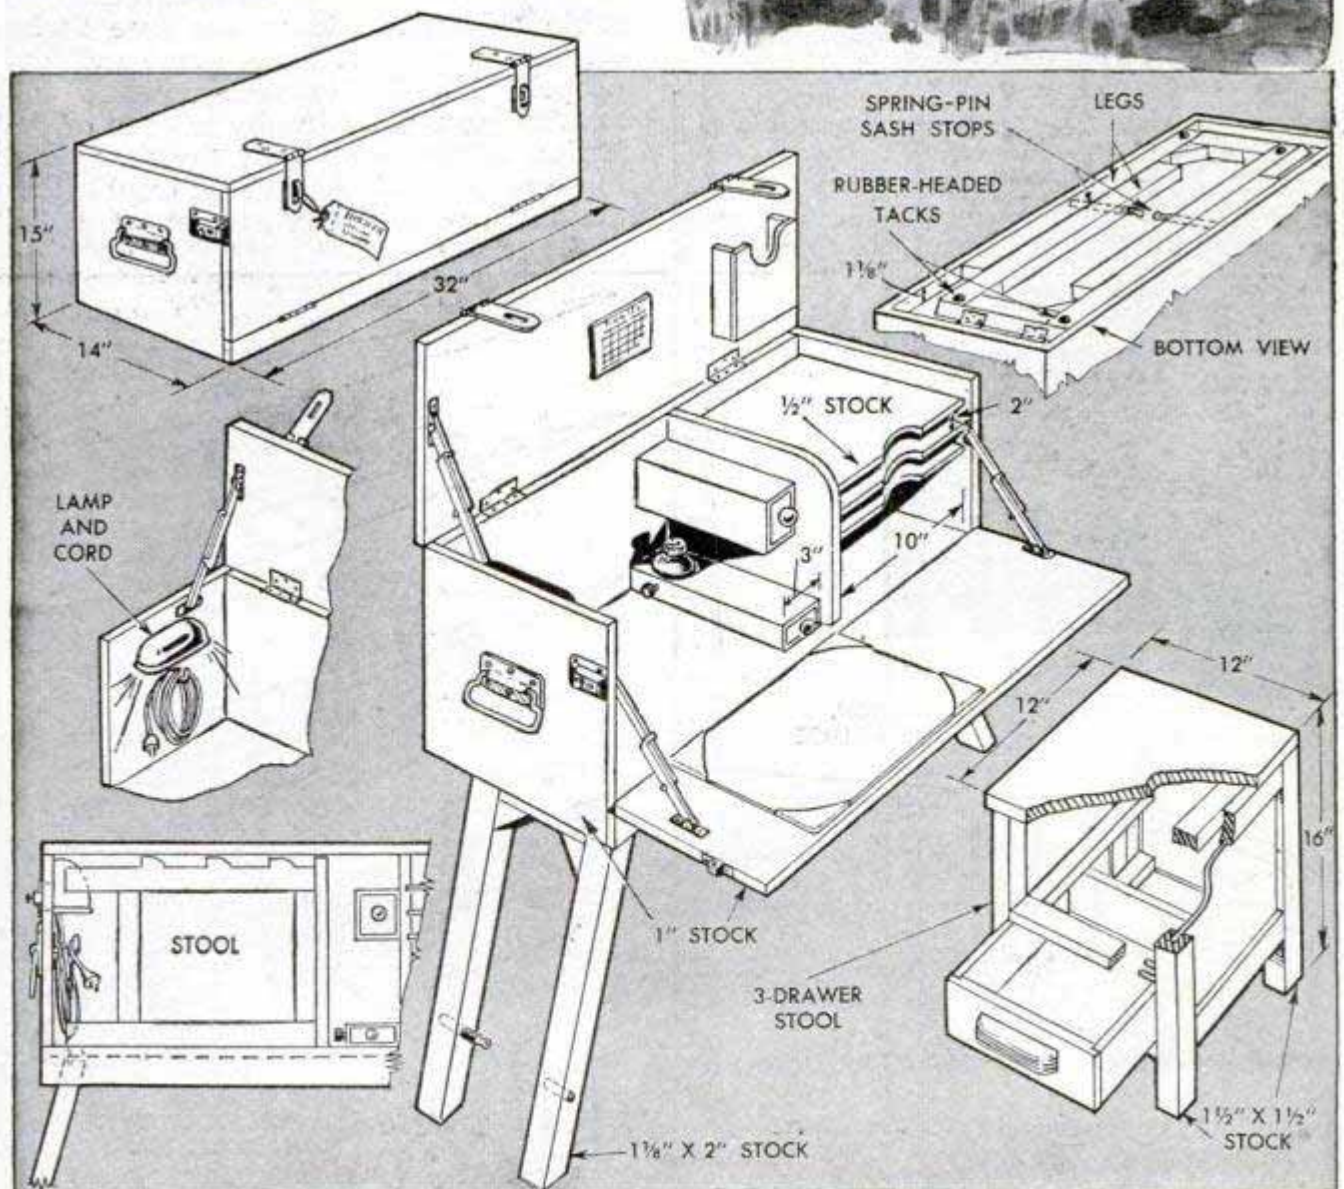 SPRING-PIN
SASH STOPS
LEGS
RUBBER-HEADED
TACKS
1⅛"
BOTTOM VIEW
15"
14"
32"
½" STOCK
2"
10"
3"
LAMP
AND
CORD
12"
12"
16"
STOOL
1" STOCK
3-DRAWER
STOOL
1⅛" X 2" STOCK
1½" X 1½"
STOCK